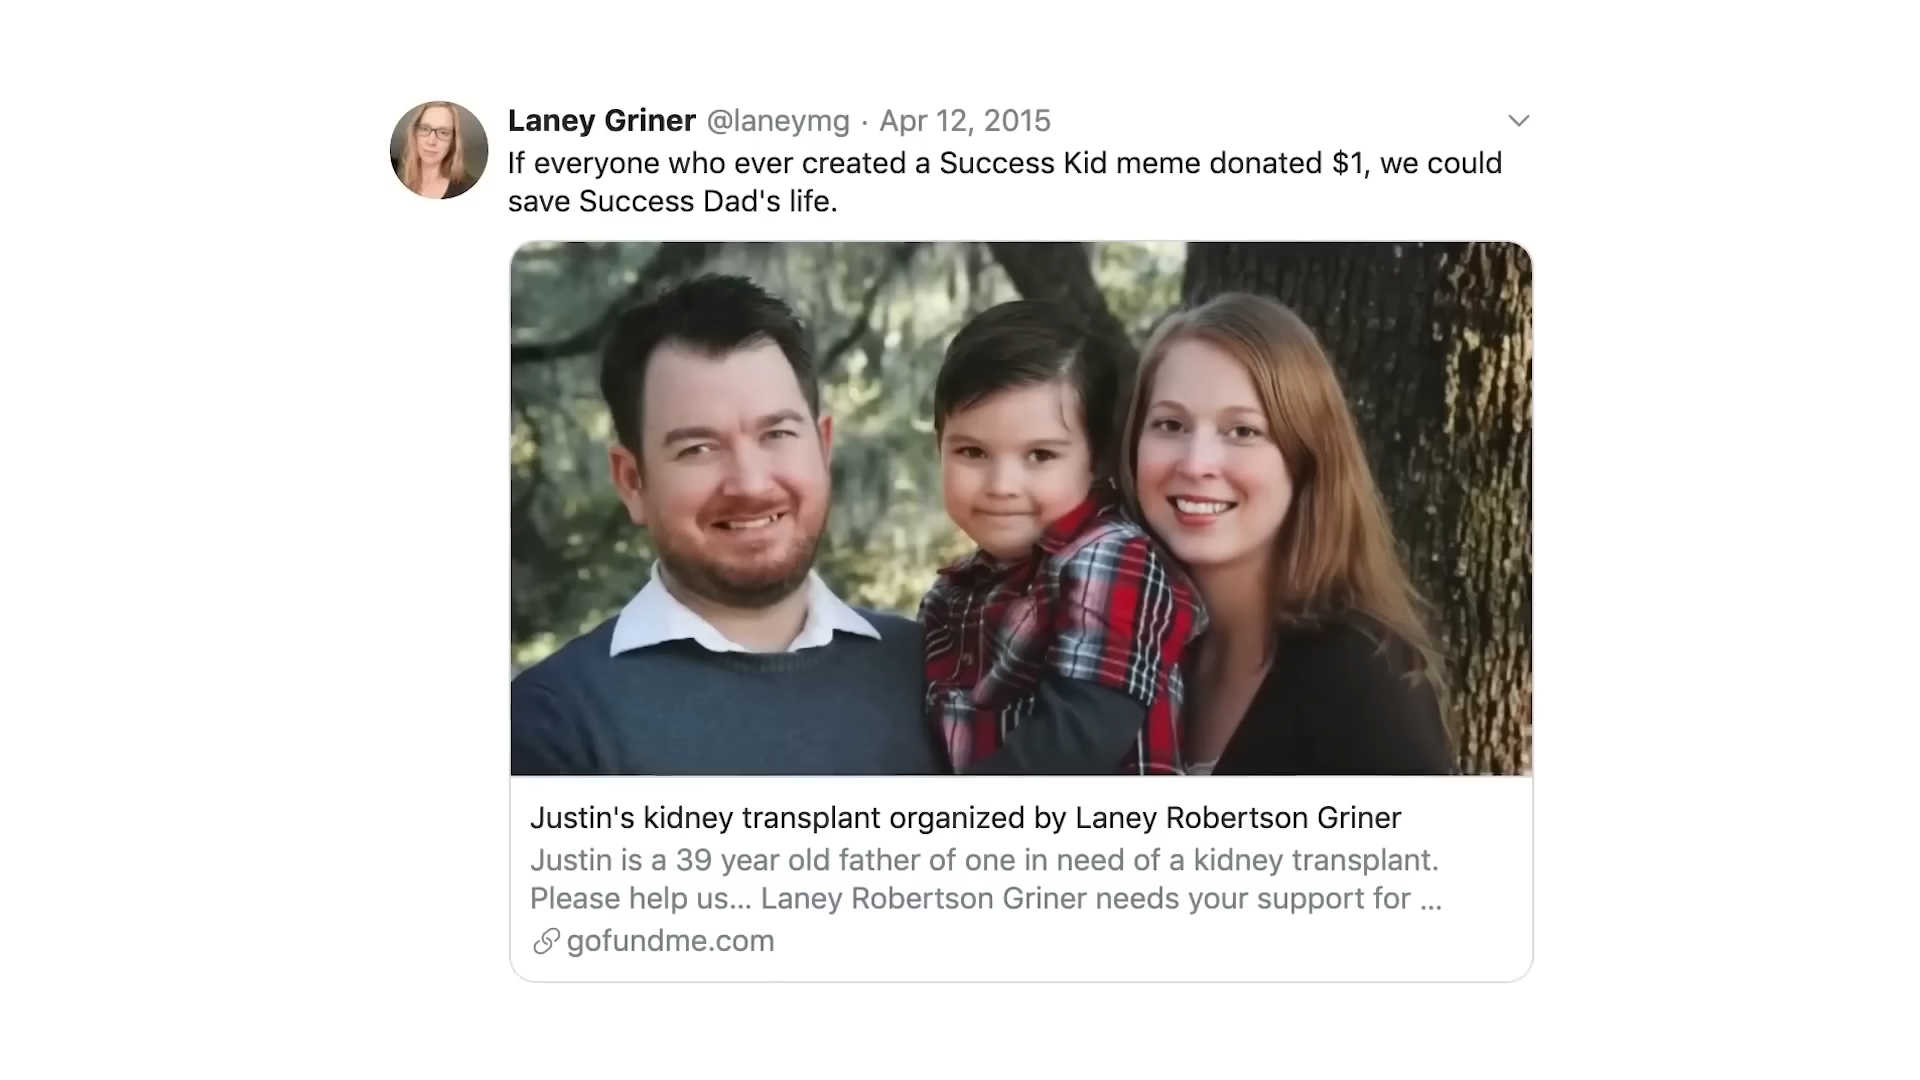 Laney Griner @laneymg · Apr 12, 2015
If everyone who ever created a Success Kid meme donated $1, we could
save Success Dad's life.
Justin's kidney transplant organized by Laney Robertson Griner
Justin is a 39 year old father of one in need of a kidney transplant.
Please help us... Laney Robertson Griner needs your support for ...
gofundme.com